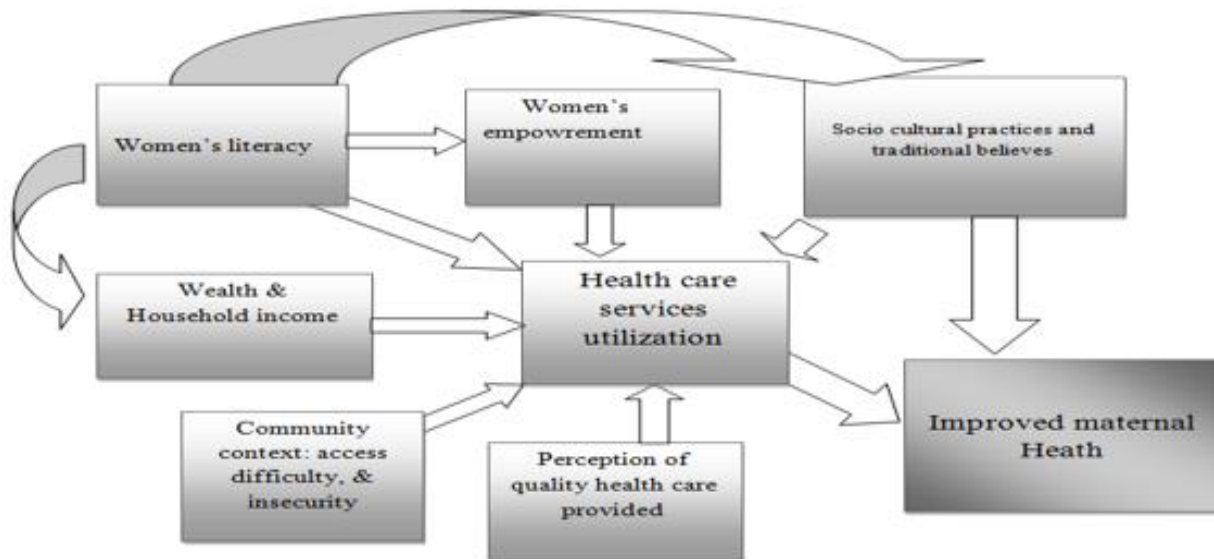 Women's literacy
Women's
empowrement
Socio cultural practices and
traditional believes
Wealth &
Household income
Health care
services
utilization
Community
context: access
difficulty, &
insecurity
Perception of
quality health care
provided
Improved maternal
Heath